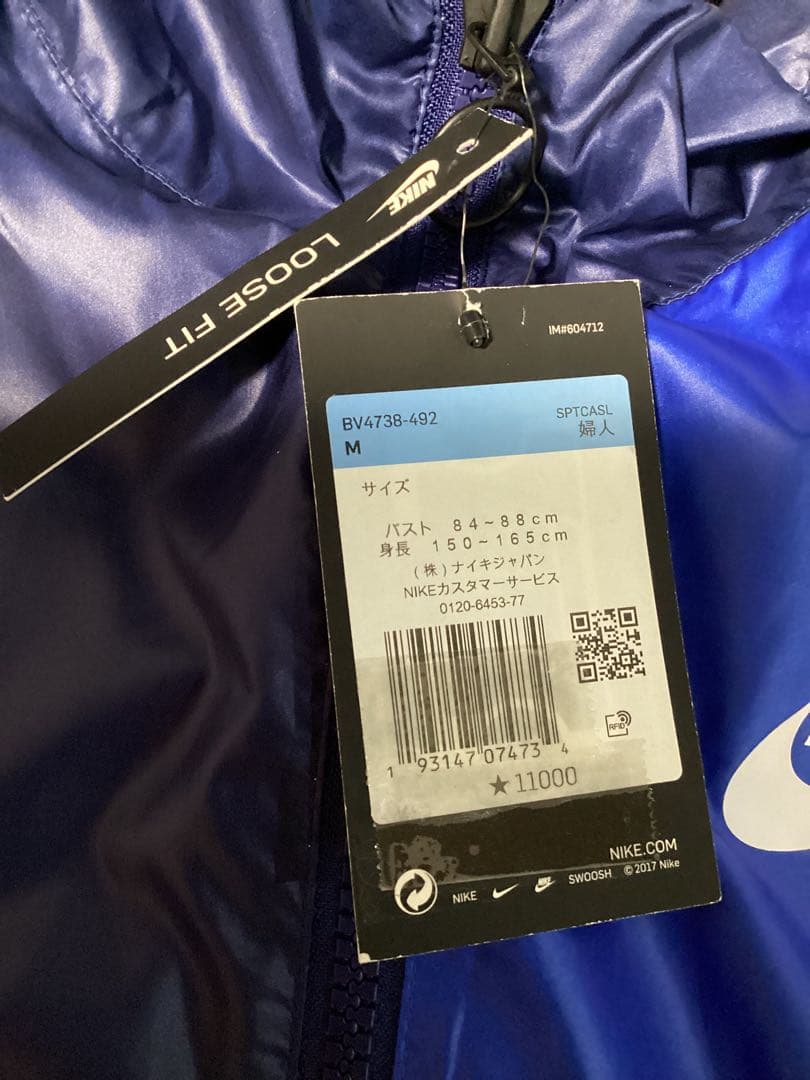 NIKE
LOOSE FIT
IM#604712
BV4738-492
SPTCASL
M
婦人
サイズ
バスト 84~88cm
身長 150~165cm
(株)ナイキジャパン
NIKEカスタマーサービス
0120-6453-77
RFID
1 93147 07473 4
★11000
NIKE.COM
NIKE
NIKE
SWOOSH
© 2017 Nike